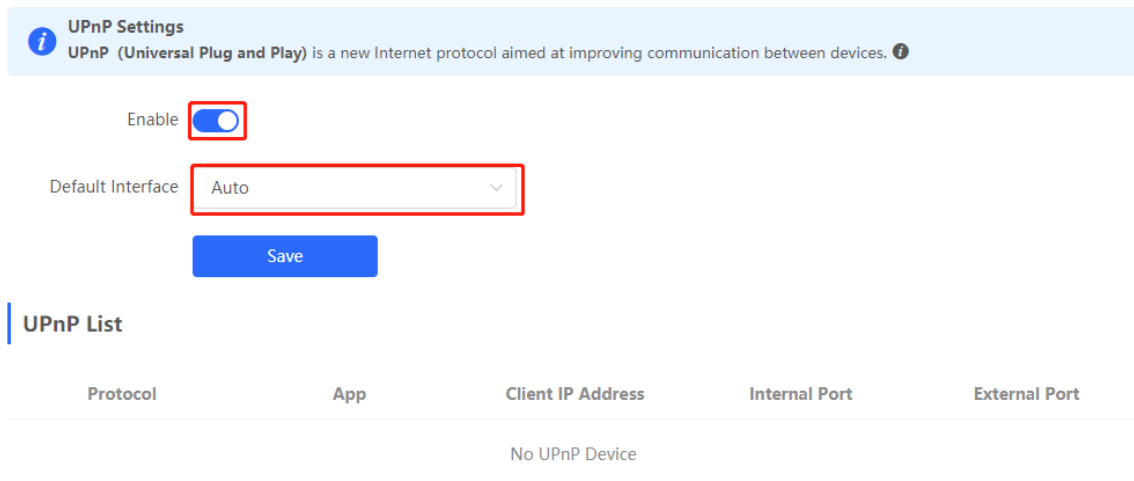 UPnP Settings
UPnP (Universal Plug and Play) is a new Internet protocol aimed at improving communication between devices.
Enable
Default Interface Auto
Save
UPnP List
Protocol App Client IP Address Internal Port External Port
No UPnP Device